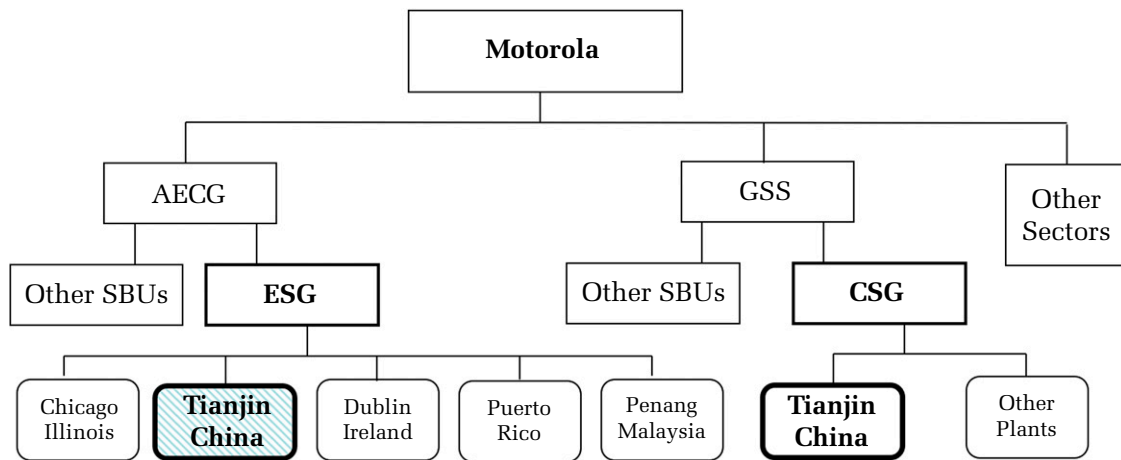 Motorola
AECG
GSS
Other
Sectors
Other SBUs
ESG
Other SBUs
CSG
Chicago
Illinois
Tianjin
China
Dublin
Ireland
Puerto
Rico
Penang
Malaysia
Tianjin
China
Other
Plants